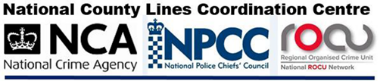 National County Lines Coordination Centre
NCA
National Crime Agency
NPCC
National Police Chiefs' Council
rocu
Regional Organised Crime Unit
National ROCU Network